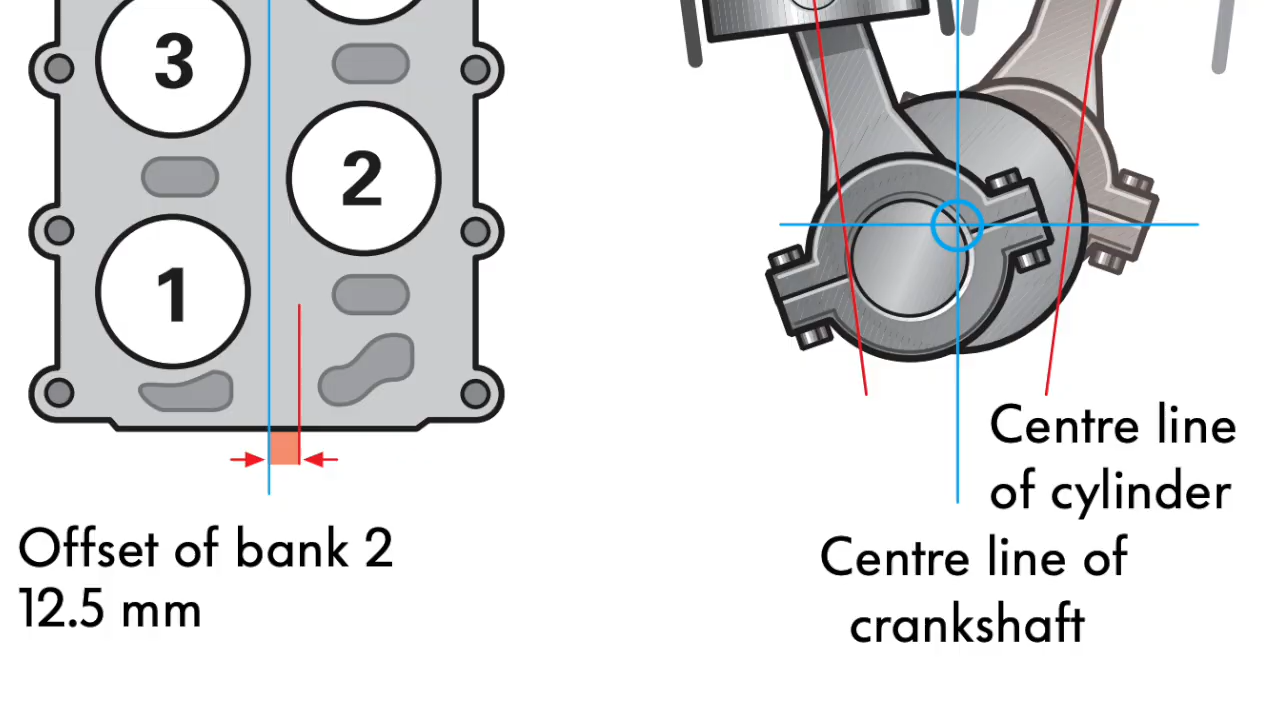 3
2
1
Offset of bank 2
12.5 mm
Centre line
of cylinder
Centre line of
crankshaft